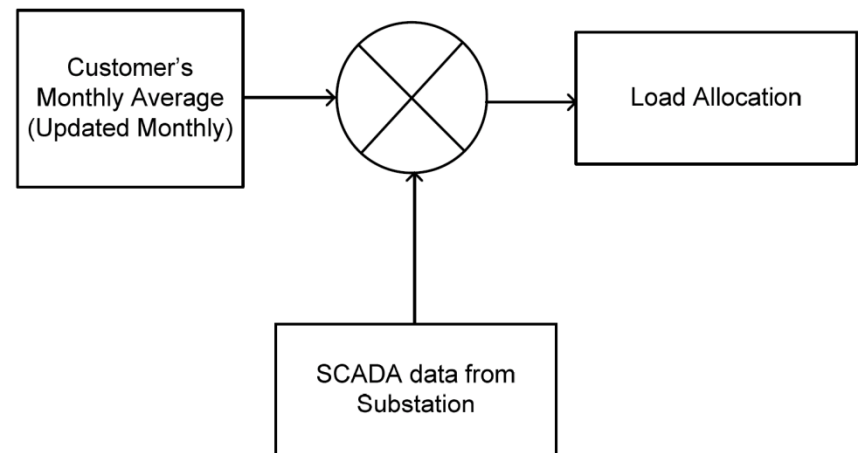 Customer's
Monthly Average
(Updated Monthly)
Load Allocation
SCADA data from
Substation